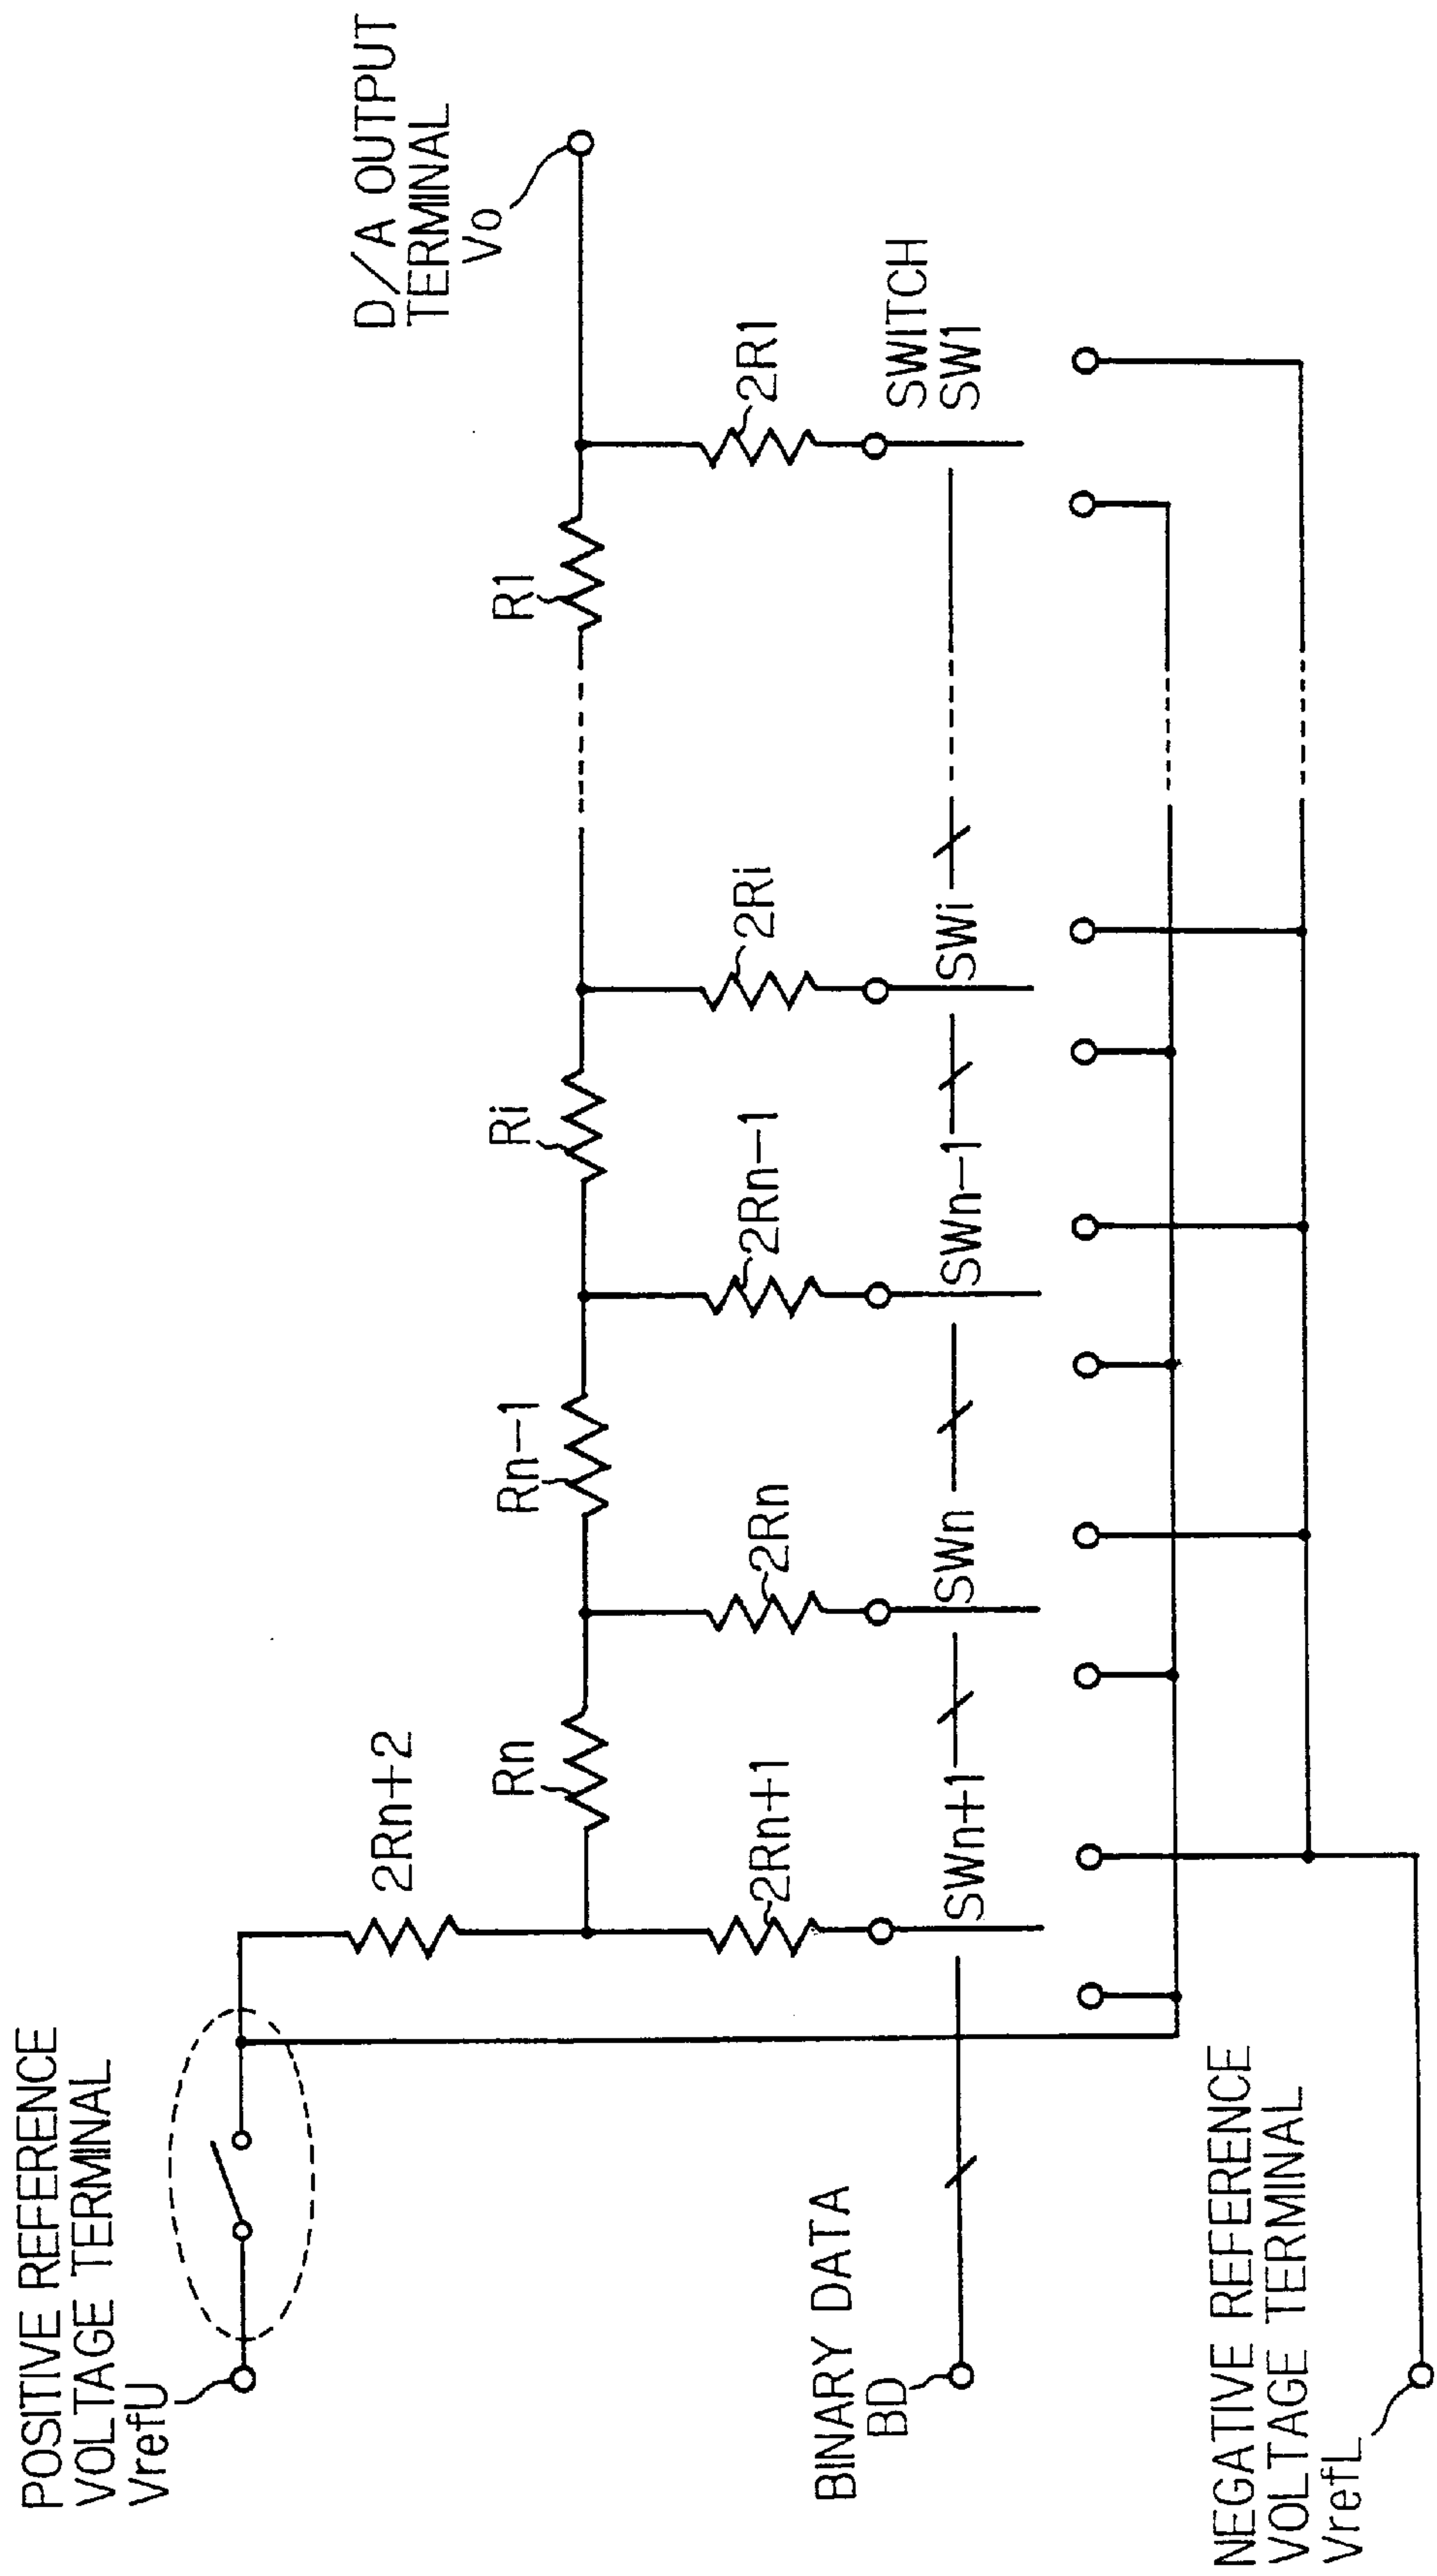 POSITIVE REFERENCE
VOLTAGE TERMINAL
VrefU
2Rn+2
D/A OUTPUT
TERMINAL
Vo
Rn
Rn-1
Ri
R1
2Rn+1
2Rn
2Rn-1
2Ri
2R1
BINARY DATA
BD
SWn+1
SWn
SWn-1
SWi
SWITCH
SW1
NEGATIVE REFERENCE
VOLTAGE TERMINAL
VrefL